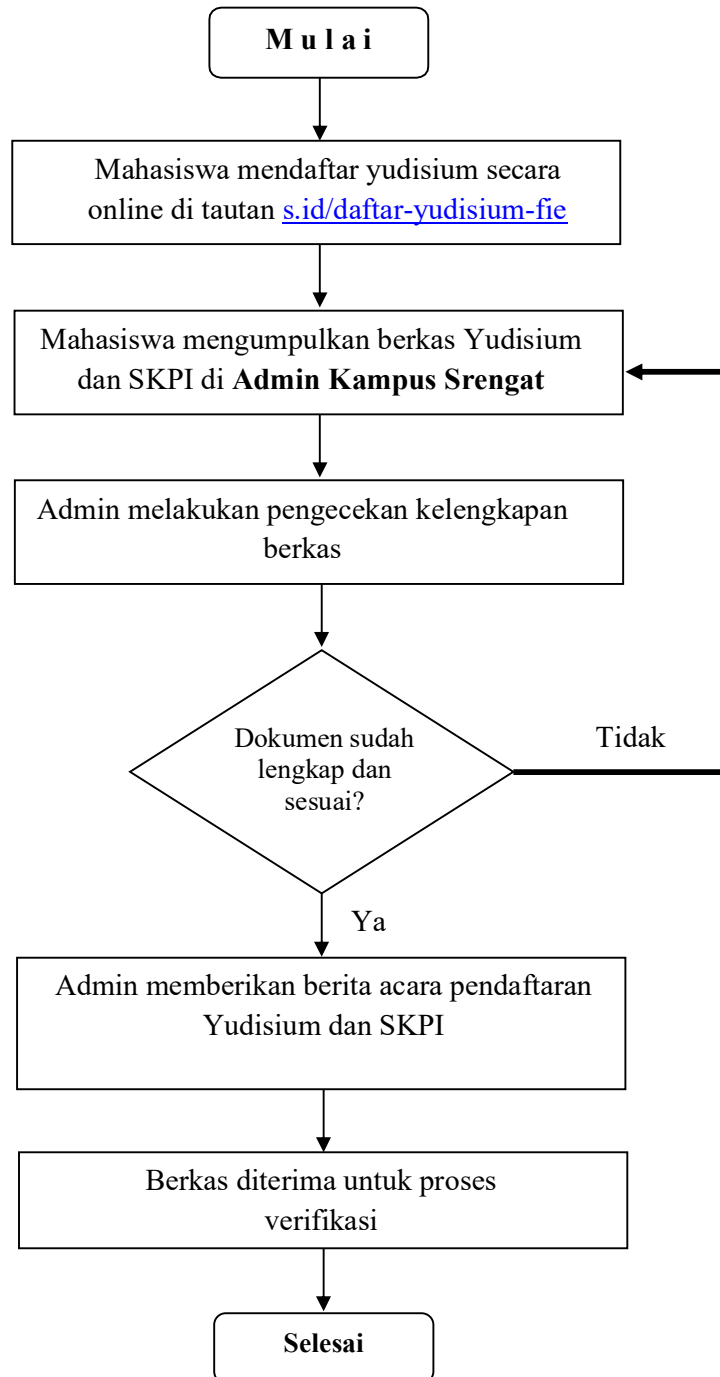 M u l a i
Mahasiswa mendaftar yudisium secara
online di tautan s.id/daftar-yudisium-fie
Mahasiswa mengumpulkan berkas Yudisium
dan SKPI di Admin Kampus Srengat
Admin melakukan pengecekan kelengkapan
berkas
Dokumen sudah
lengkap dan
sesuai?
Tidak
Ya
Admin memberikan berita acara pendaftaran
Yudisium dan SKPI
Berkas diterima untuk proses
verifikasi
Selesai